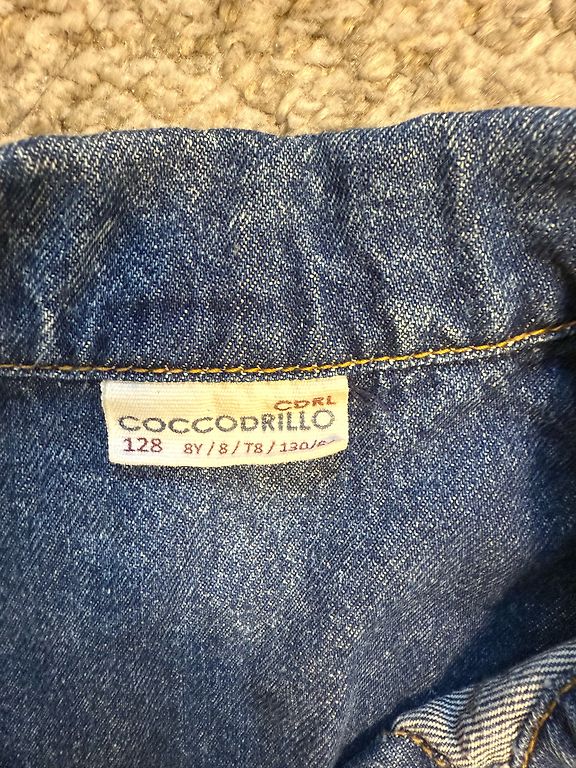 CDRL
COCCODRILLO
128 8Y / 8 / T8 / 130/